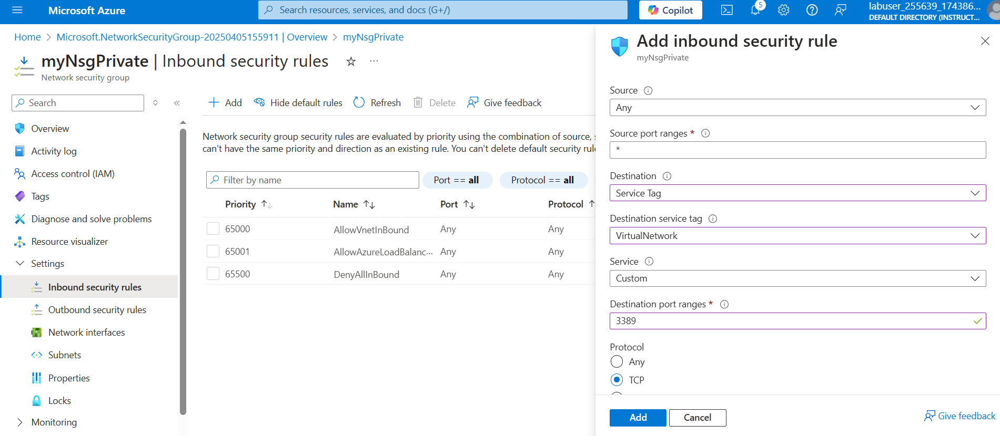 Microsoft Azure
Search resources, services, and docs (G+/)
Copilot
5
labuser_255639_174386...
DEFAULT DIRECTORY (INSTRUCT...
Home > Microsoft.NetworkSecurityGroup-20250405155911 | Overview > myNsgPrivate
myNsgPrivate | Inbound security rules
Network security group
Search
Overview
Activity log
Access control (IAM)
Tags
Diagnose and solve problems
Resource visualizer
Settings
Inbound security rules
Outbound security rules
Network interfaces
Subnets
Properties
Locks
Monitoring
Add
Hide default rules
Refresh
Delete
Give feedback
Network security group security rules are evaluated by priority using the combination of source,
can't have the same priority and direction as an existing rule. You can't delete default security rule
Filter by name
Port == all
Protocol == all
Priority Name Port Protocol
65000 AllowVnetInBound Any Any
65001 AllowAzureLoadBalanc... Any Any
65500 DenyAllInBound Any Any
Add inbound security rule
myNsgPrivate
Source
Any
Source port ranges *
*
Destination
Service Tag
Destination service tag
VirtualNetwork
Service
Custom
Destination port ranges *
3389
Protocol
Any
TCP
Add
Cancel
Give feedback